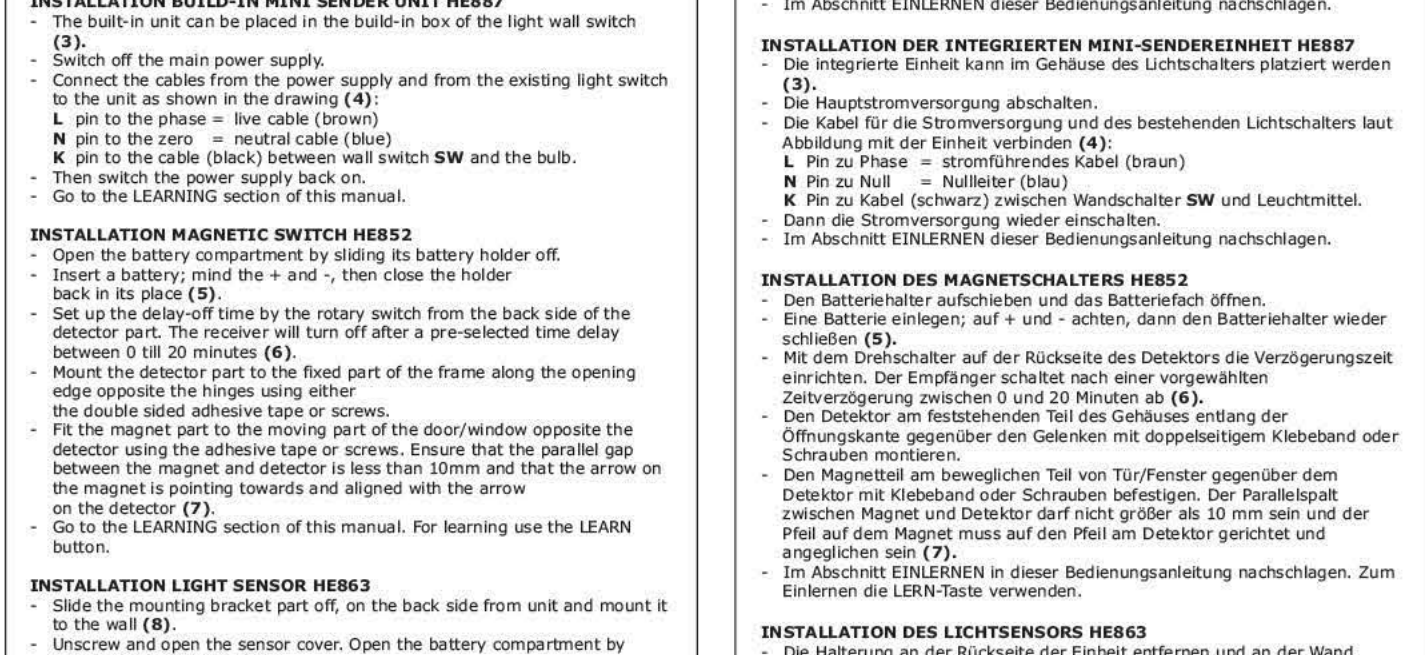 INSTALLATION BUILD-IN MINI SENDER UNIT HE887
- The built-in unit can be placed in the build-in box of the light wall switch
(3).
- Switch off the main power supply.
- Connect the cables from the power supply and from the existing light switch
to the unit as shown in the drawing (4):
L pin to the phase = live cable (brown)
N pin to the zero = neutral cable (blue)
K pin to the cable (black) between wall switch SW and the bulb.
- Then switch the power supply back on.
- Go to the LEARNING section of this manual.
INSTALLATION MAGNETIC SWITCH HE852
- Open the battery compartment by sliding its battery holder off.
- Insert a battery; mind the + and -, then close the holder
back in its place (5).
- Set up the delay-off time by the rotary switch from the back side of the
detector part. The receiver will turn off after a pre-selected time delay
between 0 till 20 minutes (6).
- Mount the detector part to the fixed part of the frame along the opening
edge opposite the hinges using either
the double sided adhesive tape or screws.
- Fit the magnet part to the moving part of the door/window opposite the
detector using the adhesive tape or screws. Ensure that the parallel gap
between the magnet and detector is less than 10mm and that the arrow on
the magnet is pointing towards and aligned with the arrow
on the detector (7).
- Go to the LEARNING section of this manual. For learning use the LEARN
button.
INSTALLATION LIGHT SENSOR HE863
- Slide the mounting bracket part off, on the back side from unit and mount it
to the wall (8).
- Unscrew and open the sensor cover. Open the battery compartment by
- Im Abschnitt EINLERNEN dieser Bedienungsanleitung nachschlagen.
INSTALLATION DER INTEGRIERTEN MINI-SENDEREINHEIT HE887
- Die integrierte Einheit kann im Gehäuse des Lichtschalters platziert werden
(3).
- Die Hauptstromversorgung abschalten.
- Die Kabel für die Stromversorgung und des bestehenden Lichtschalters laut
Abbildung mit der Einheit verbinden (4):
L Pin zu Phase = stromführendes Kabel (braun)
N Pin zu Null = Nullleiter (blau)
K Pin zu Kabel (schwarz) zwischen Wandschalter SW und Leuchtmittel.
- Dann die Stromversorgung wieder einschalten.
- Im Abschnitt EINLERNEN dieser Bedienungsanleitung nachschlagen.
INSTALLATION DES MAGNETSCHALTERS HE852
- Den Batteriehalter aufschieben und das Batteriefach öffnen.
- Eine Batterie einlegen; auf + und - achten, dann den Batteriehalter wieder
schließen (5).
- Mit dem Drehschalter auf der Rückseite des Detektors die Verzögerungszeit
einrichten. Der Empfänger schaltet nach einer vorgewählten
Zeitverzögerung zwischen 0 und 20 Minuten ab (6).
- Den Detektor am feststehenden Teil des Gehäuses entlang der
Öffnungskante gegenüber den Gelenken mit doppelseitigem Klebeband oder
Schrauben montieren.
- Den Magnetteil am beweglichen Teil von Tür/Fenster gegenüber dem
Detektor mit Klebeband oder Schrauben befestigen. Der Parallelspalt
zwischen Magnet und Detektor darf nicht größer als 10 mm sein und der
Pfeil auf dem Magnet muss auf den Pfeil am Detektor gerichtet und
angeglichen sein (7).
- Im Abschnitt EINLERNEN in dieser Bedienungsanleitung nachschlagen. Zum
Einlernen die LERN-Taste verwenden.
INSTALLATION DES LICHTSENSORS HE863
- Die Halterung an der Rückseite der Einheit entfernen und an der Wand